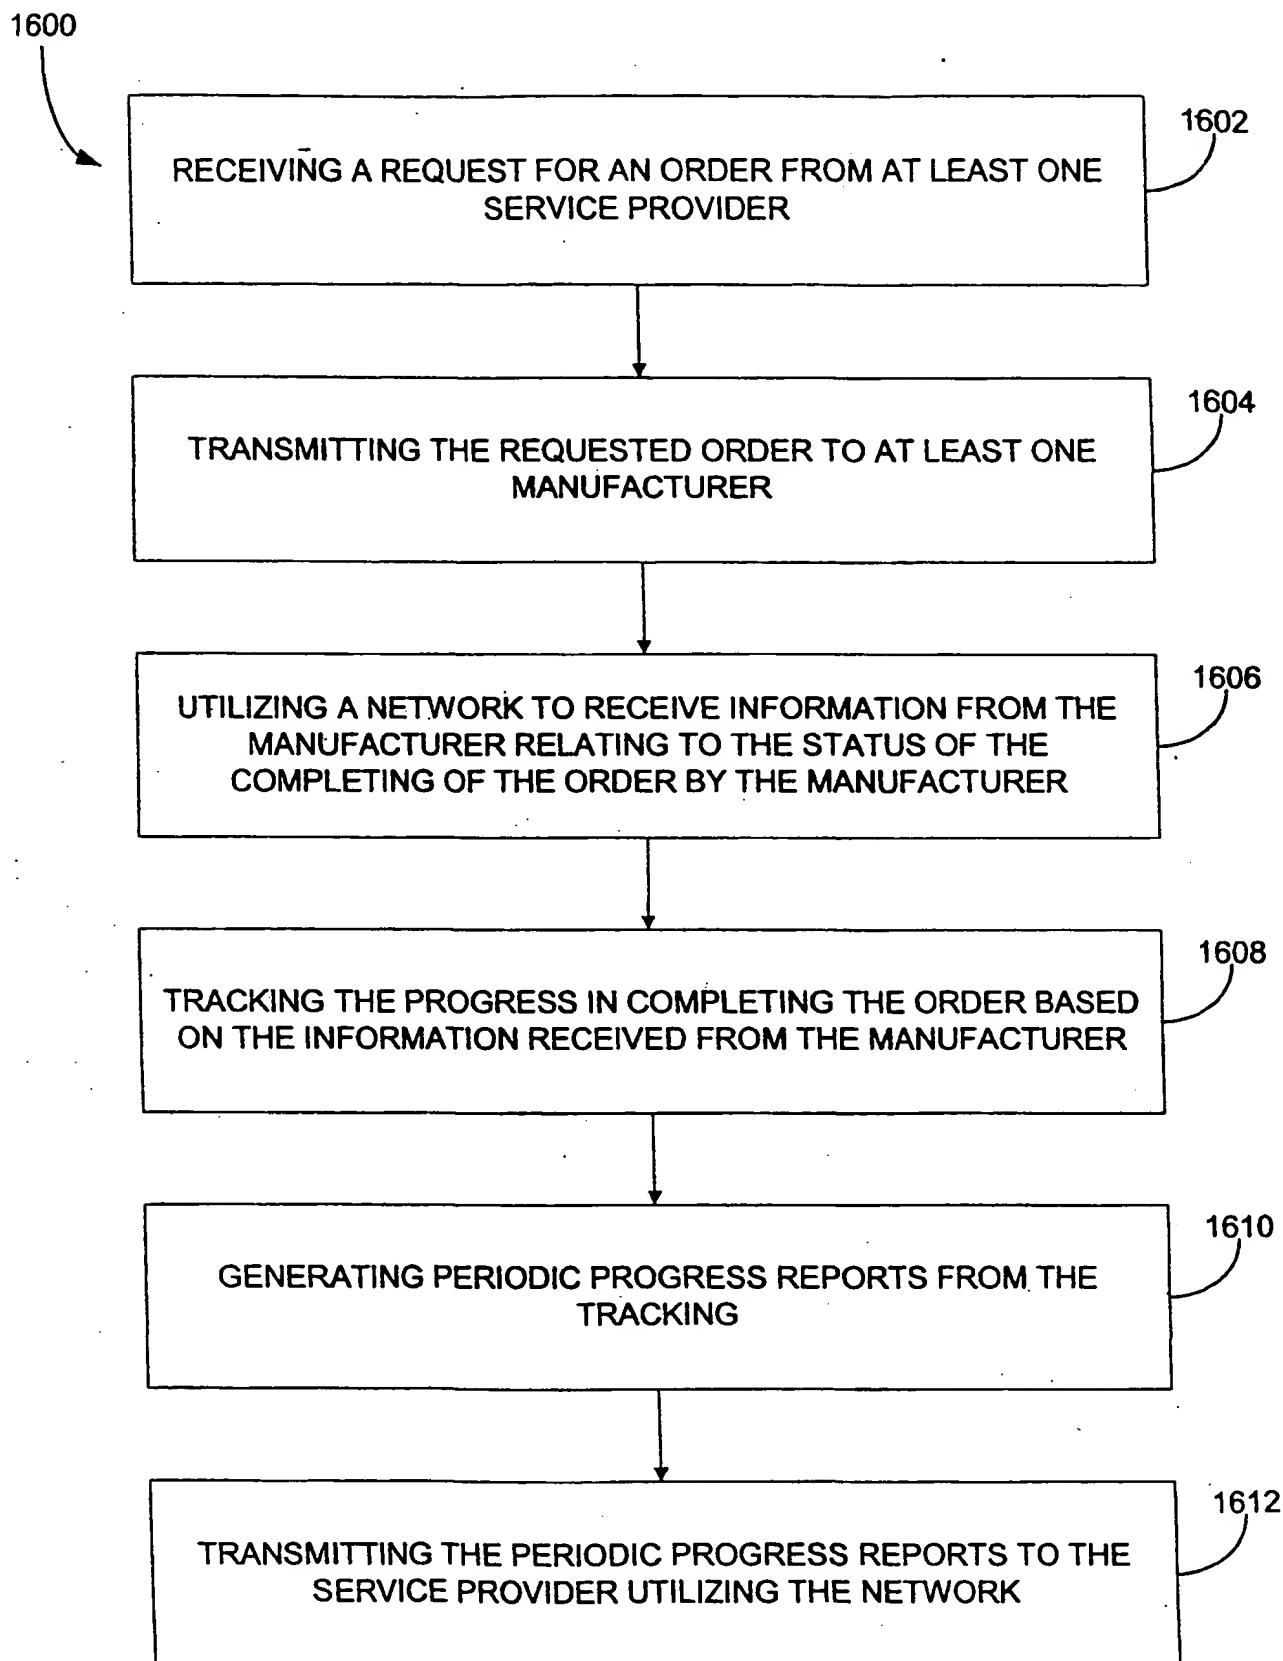 1600
1602
RECEIVING A REQUEST FOR AN ORDER FROM AT LEAST ONE
SERVICE PROVIDER
1604
TRANSMITTING THE REQUESTED ORDER TO AT LEAST ONE
MANUFACTURER
1606
UTILIZING A NETWORK TO RECEIVE INFORMATION FROM THE
MANUFACTURER RELATING TO THE STATUS OF THE
COMPLETING OF THE ORDER BY THE MANUFACTURER
1608
TRACKING THE PROGRESS IN COMPLETING THE ORDER BASED
ON THE INFORMATION RECEIVED FROM THE MANUFACTURER
1610
GENERATING PERIODIC PROGRESS REPORTS FROM THE
TRACKING
1612
TRANSMITTING THE PERIODIC PROGRESS REPORTS TO THE
SERVICE PROVIDER UTILIZING THE NETWORK